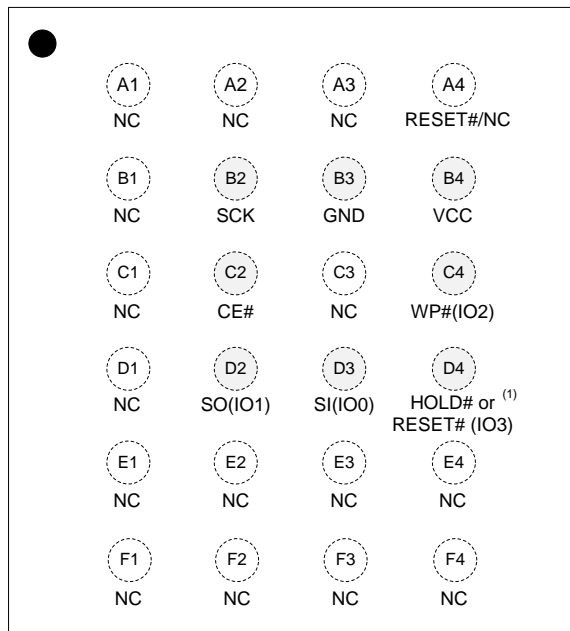 A1 A2 A3 A4
NC NC NC RESET#/NC
B1 B2 B3 B4
NC SCK GND VCC
C1 C2 C3 C4
NC CE# NC WP#(IO2)
D1 D2 D3 D4
NC SO(IO1) SI(IO0) HOLD# or (1)
RESET# (IO3)
E1 E2 E3 E4
NC NC NC NC
F1 F2 F3 F4
NC NC NC NC